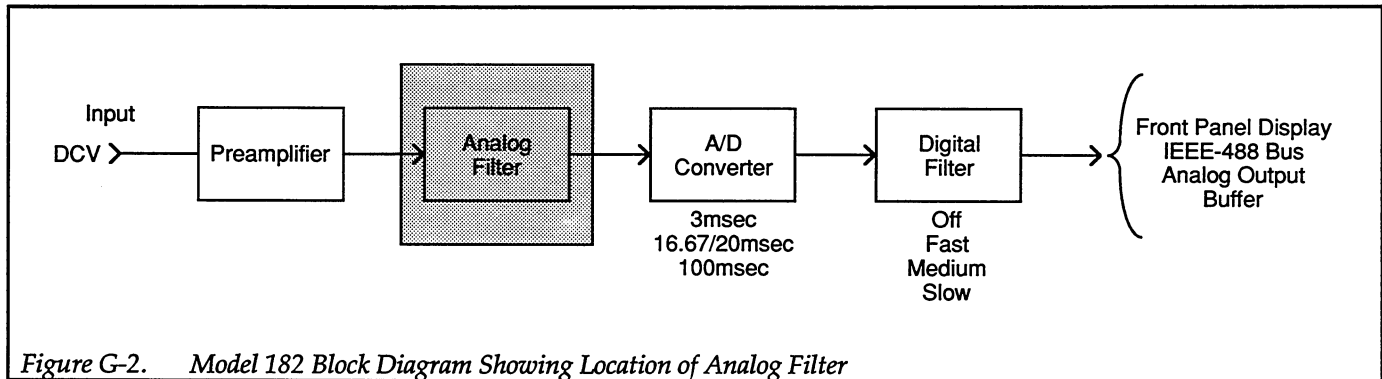 Input
DCV
Preamplifier
Analog
Filter
A/D
Converter
3msec
16.67/20msec
100msec
Digital
Filter
Off
Fast
Medium
Slow
Front Panel Display
IEEE-488 Bus
Analog Output
Buffer
Figure G-2. Model 182 Block Diagram Showing Location of Analog Filter